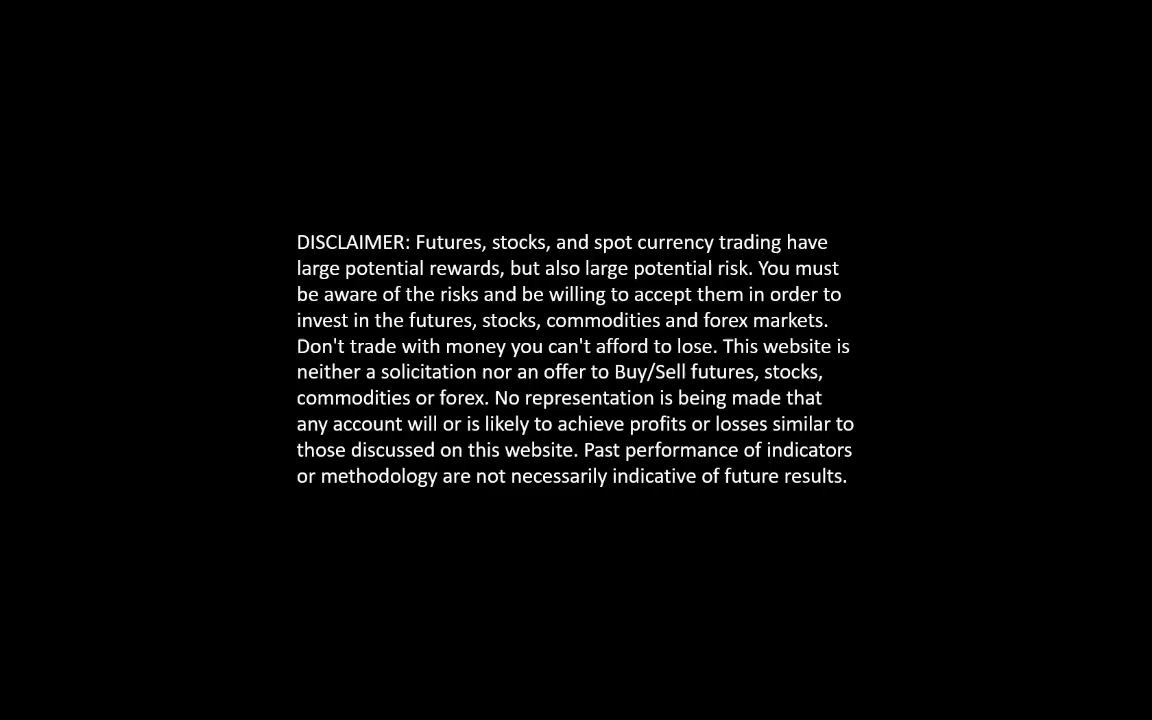 DISCLAIMER: Futures, stocks, and spot currency trading have
large potential rewards, but also large potential risk. You must
be aware of the risks and be willing to accept them in order to
invest in the futures, stocks, commodities and forex markets.
Don't trade with money you can't afford to lose. This website is
neither a solicitation nor an offer to Buy/Sell futures, stocks,
commodities or forex. No representation is being made that
any account will or is likely to achieve profits or losses similar to
those discussed on this website. Past performance of indicators
or methodology are not necessarily indicative of future results.